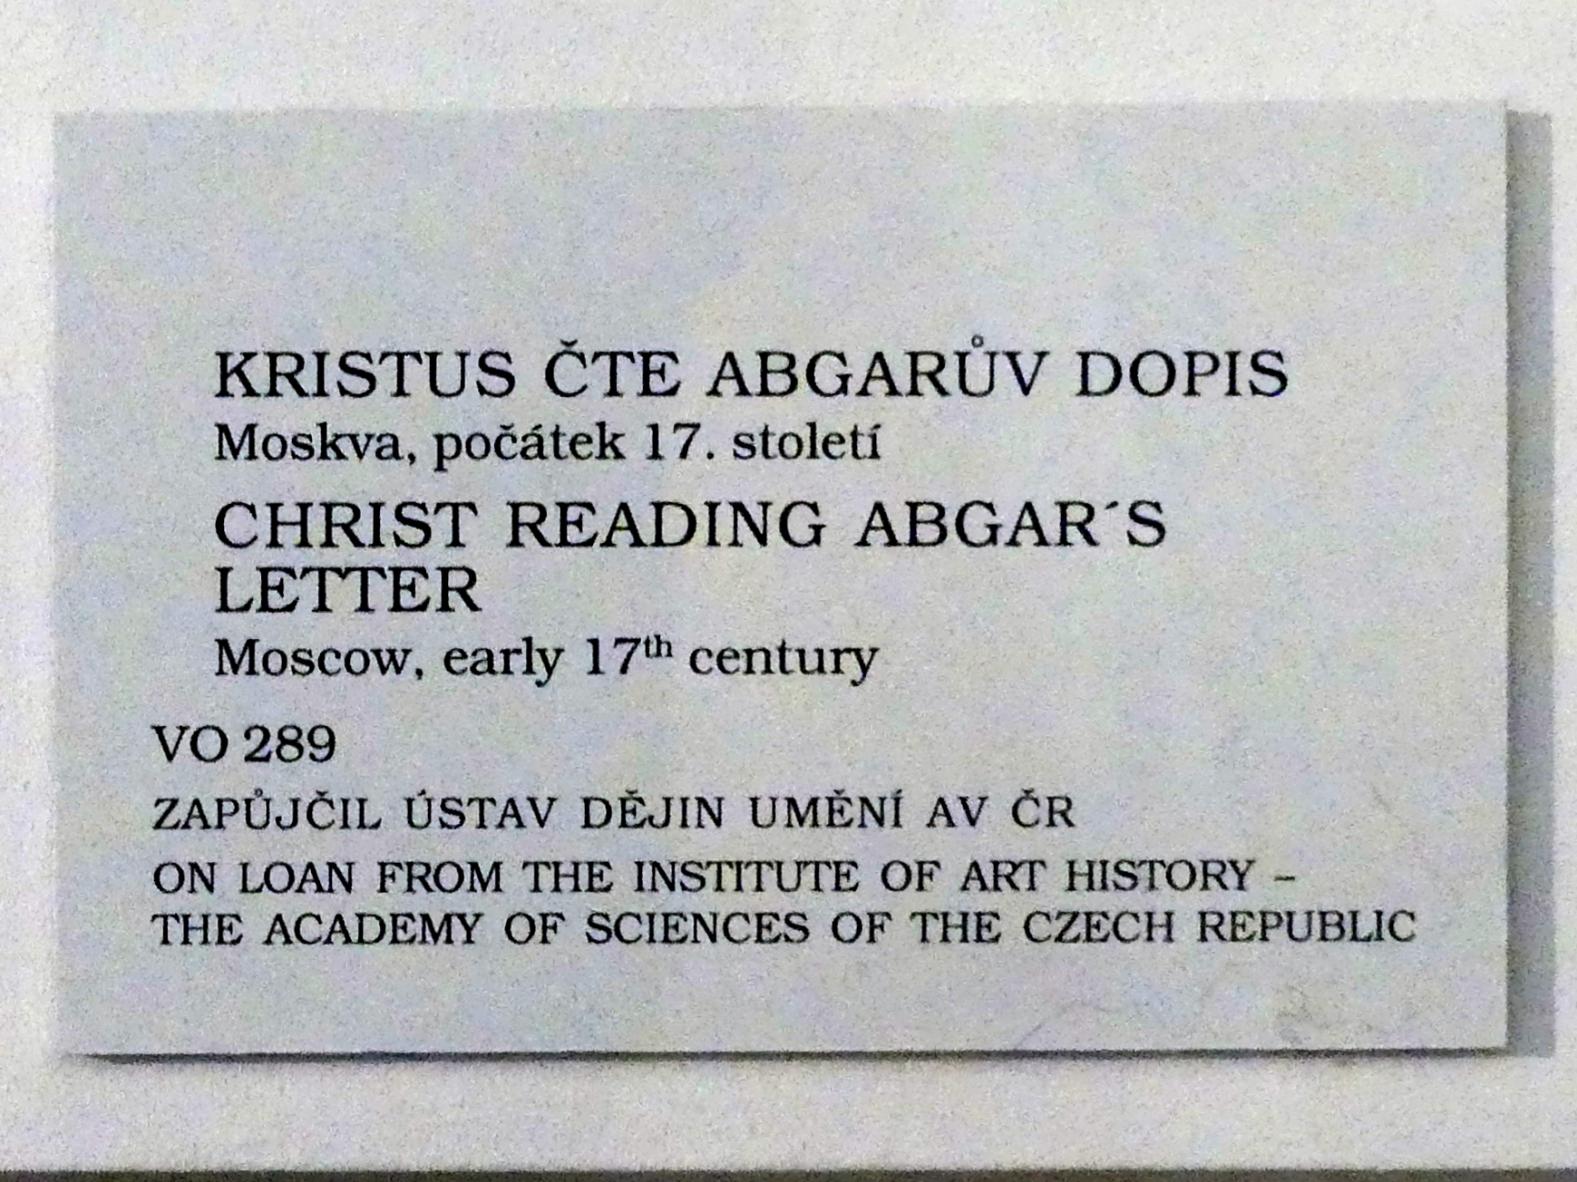 KRISTUS ČTE ABGARŮV DOPIS
Moskva, počátek 17. století
CHRIST READING ABGAR´S
LETTER
Moscow, early 17th century
VO 289
ZAPŮJČIL ÚSTAV DĚJIN UMĚNÍ AV ČR
ON LOAN FROM THE INSTITUTE OF ART HISTORY –
THE ACADEMY OF SCIENCES OF THE CZECH REPUBLIC